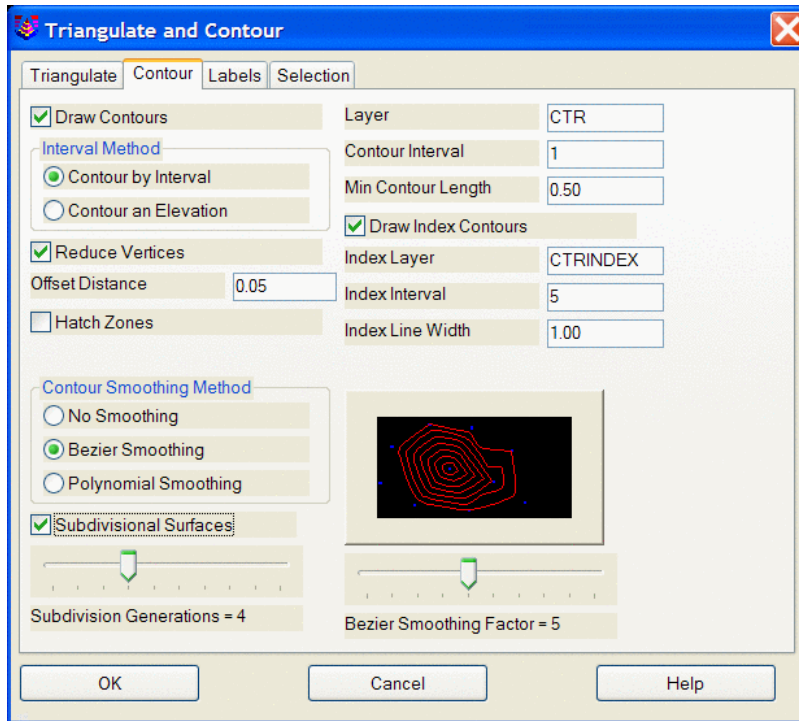 Triangulate and Contour
Triangulate
Contour
Labels
Selection
Draw Contours
Interval Method
Contour by Interval
Contour an Elevation
Reduce Vertices
Offset Distance 0.05
Hatch Zones
Layer CTR
Contour Interval 1
Min Contour Length 0.50
Draw Index Contours
Index Layer CTRINDEX
Index Interval 5
Index Line Width 1.00
Contour Smoothing Method
No Smoothing
Bezier Smoothing
Polynomial Smoothing
Subdivisional Surfaces
Subdivision Generations = 4
Bezier Smoothing Factor = 5
OK
Cancel
Help